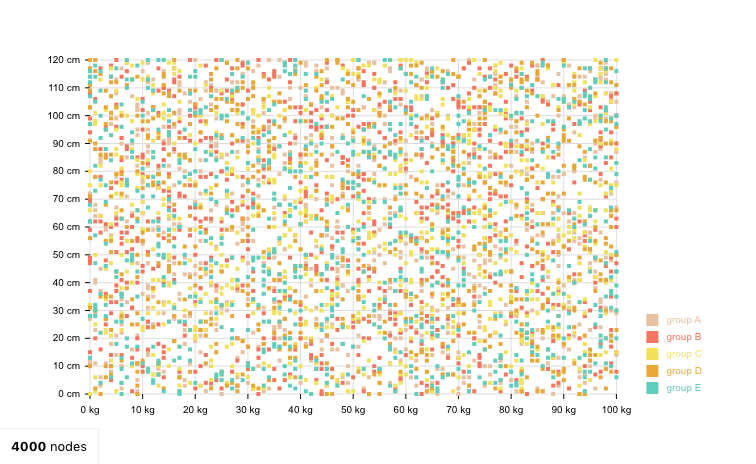 120 cm
110 cm
100 cm
90 cm
80 cm
70 cm
60 cm
50 cm
40 cm
30 cm
20 cm
10 cm
0 cm
0 kg 10 kg 20 kg 30 kg 40 kg 50 kg 60 kg 70 kg 80 kg 90 kg 100 kg
group A
group B
group C
group D
group E
4000 nodes